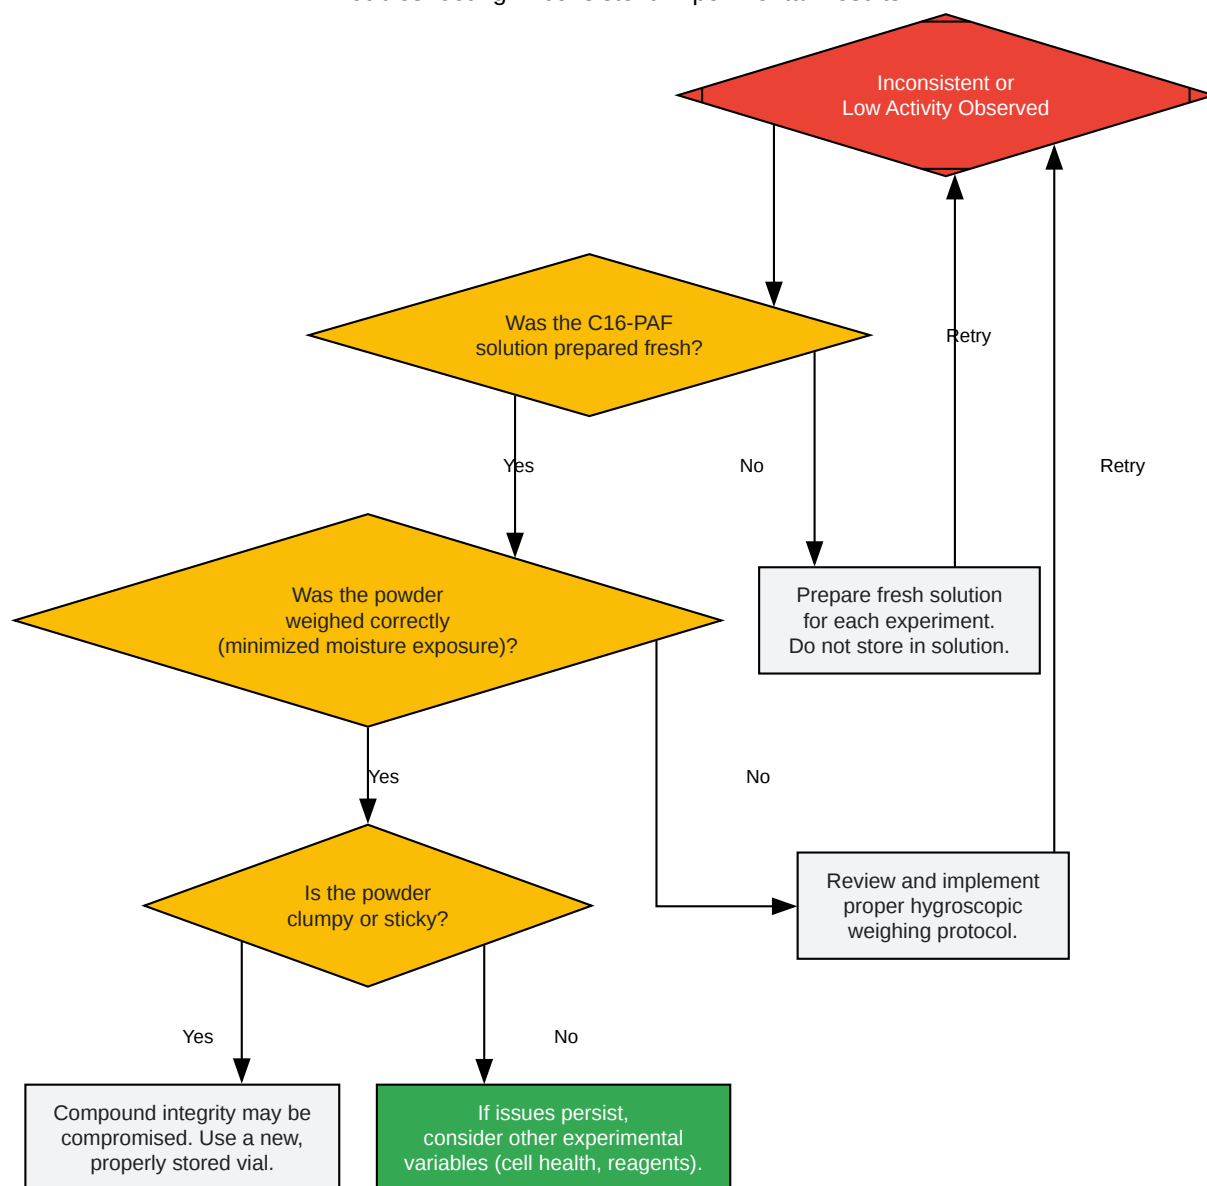 Inconsistent or
Low Activity Observed
Was the C16-PAF
solution prepared fresh?
Retry
Yes
No
Retry
Was the powder
weighed correctly
(minimized moisture exposure)?
Prepare fresh solution
for each experiment.
Do not store in solution.
Yes
No
Is the powder
clumpy or sticky?
Review and implement
proper hygroscopic
weighing protocol.
Yes
No
Compound integrity may be
compromised. Use a new,
properly stored vial.
If issues persist,
consider other experimental
variables (cell health, reagents).